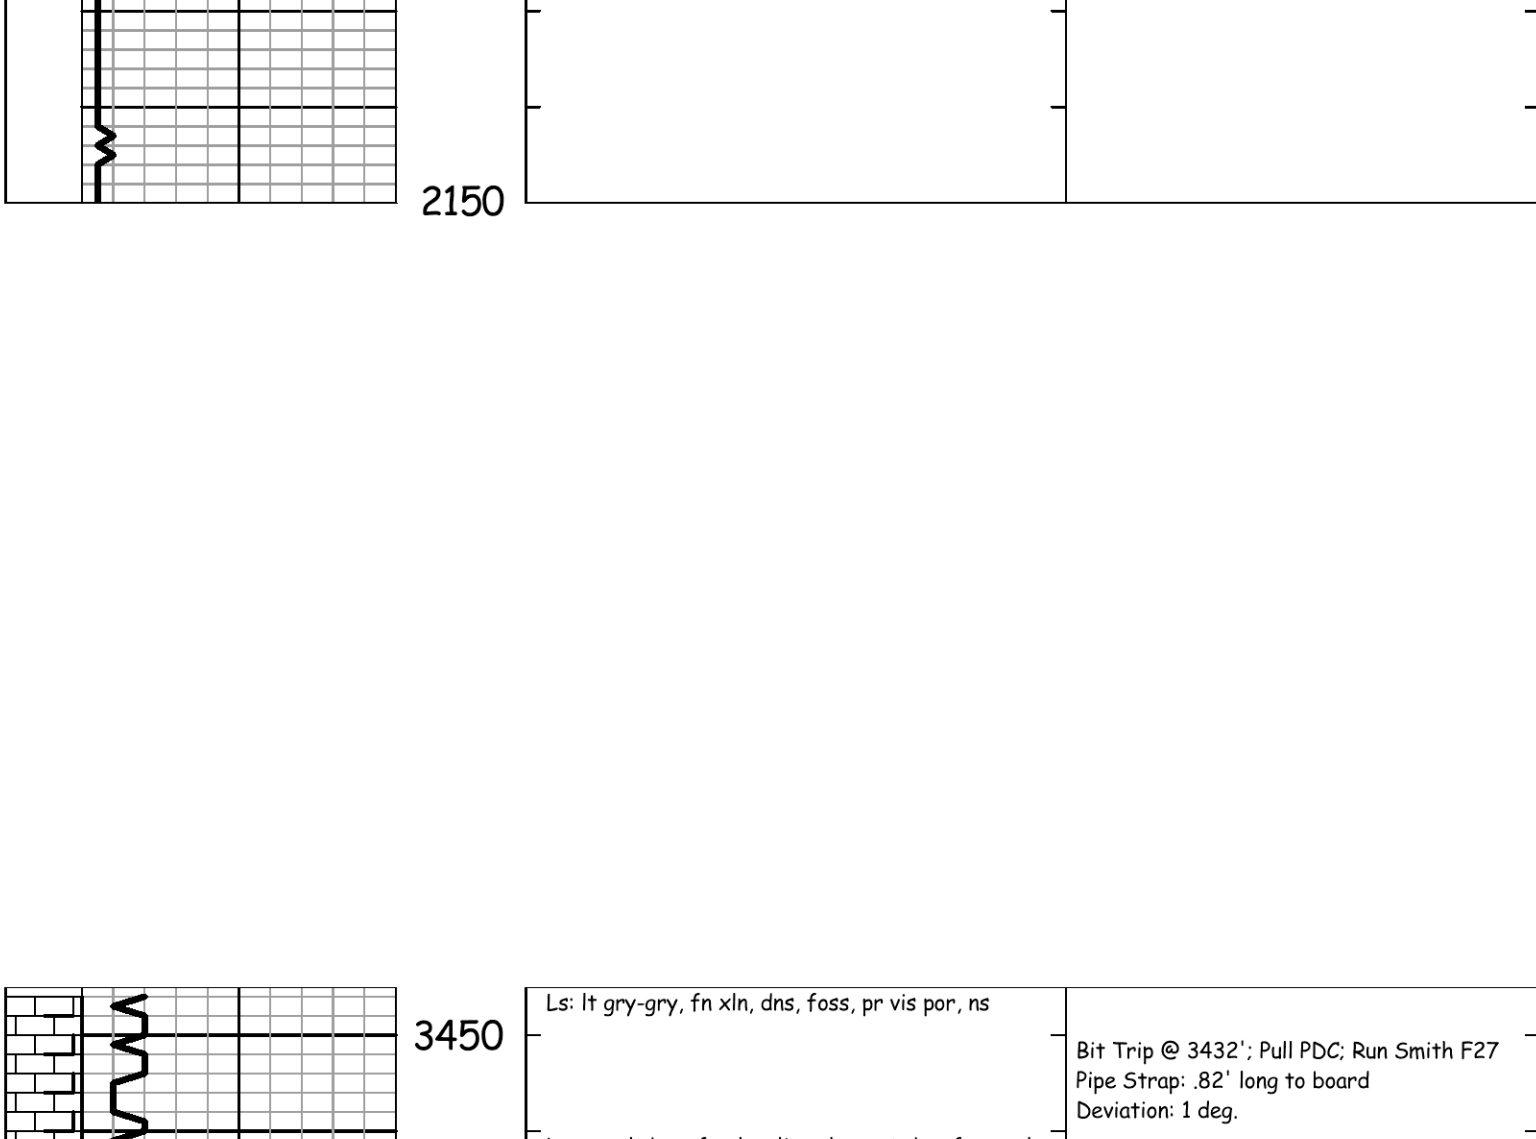 2150
Ls: lt gry-gry, fn xln, dns, foss, pr vis por, ns
3450
Bit Trip @ 3432'; Pull PDC; Run Smith F27
Pipe Strap: .82' long to board
Deviation: 1 deg.